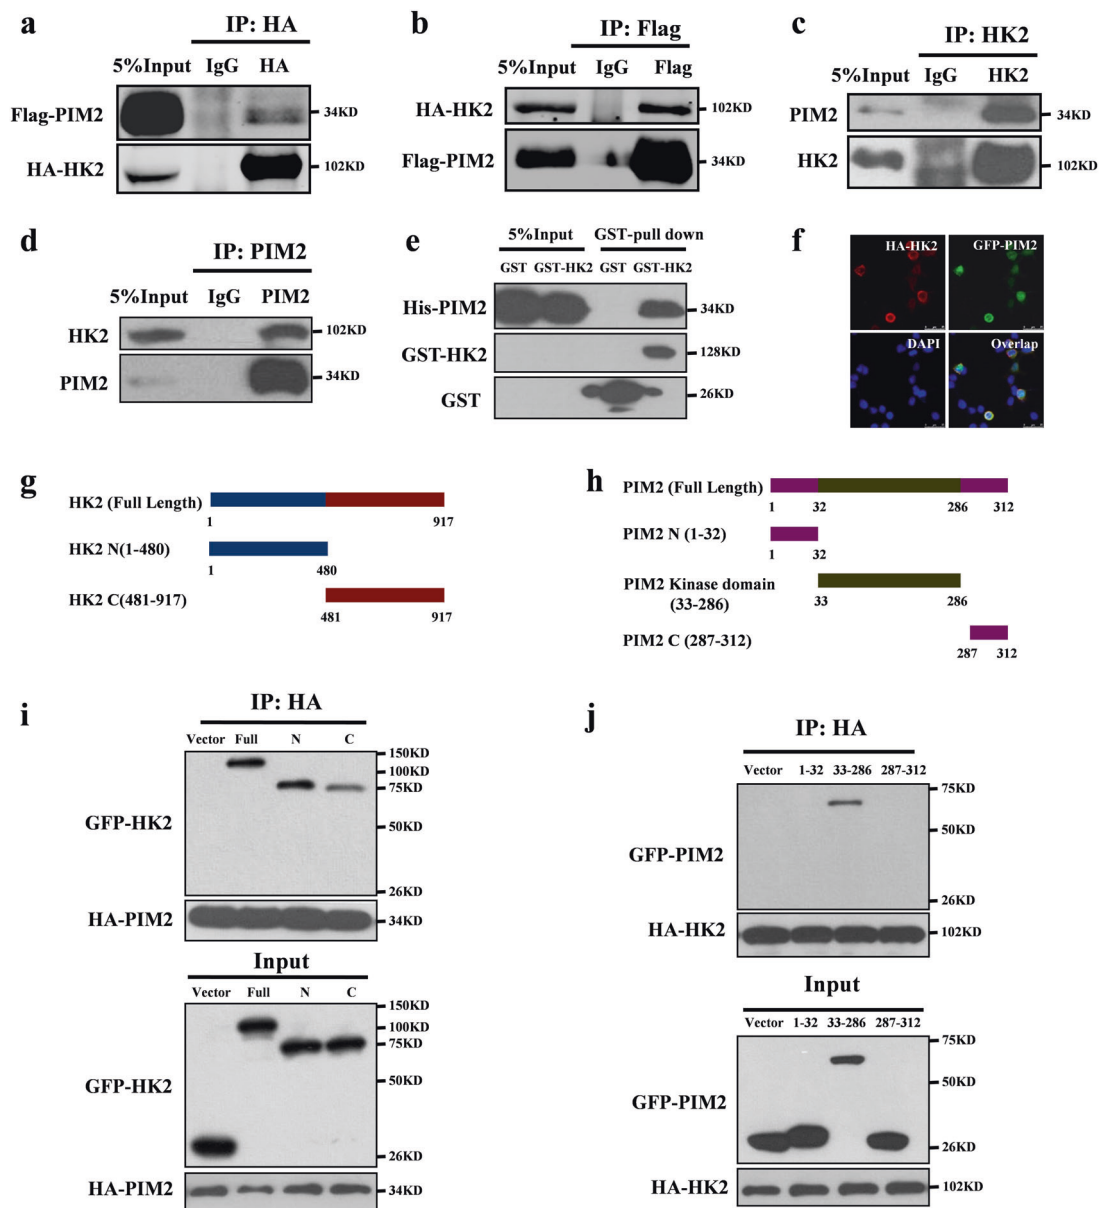 a
IP: HA
5%Input IgG HA
Flag-PIM2 34KD
HA-HK2 102KD
b
IP: Flag
5%Input IgG Flag
HA-HK2 102KD
Flag-PIM2 34KD
c
IP: HK2
5%Input IgG HK2
PIM2 34KD
HK2 102KD
d
IP: PIM2
5%Input IgG PIM2
HK2 102KD
PIM2 34KD
e
5%Input GST-pull down
GST GST-HK2 GST GST-HK2
His-PIM2 34KD
GST-HK2 128KD
GST 26KD
f
HA-HK2 GFP-PIM2
DAPI Overlap
g
HK2 (Full Length)
1 917
HK2 N(1-480)
1 480
HK2 C(481-917)
481 917
h
PIM2 (Full Length)
1 32 286 312
PIM2 N (1-32)
1 32
PIM2 Kinase domain
(33-286)
33 286
PIM2 C (287-312)
287 312
i
IP: HA
Vector Full N C
150KD
100KD
75KD
GFP-HK2 50KD
26KD
HA-PIM2 34KD
Input
Vector Full N C
150KD
100KD
75KD
50KD
GFP-HK2
26KD
HA-PIM2 34KD
j
IP: HA
Vector 1-32 33-286 287-312
75KD
50KD
GFP-PIM2
26KD
HA-HK2 102KD
Input
Vector 1-32 33-286 287-312
75KD
50KD
GFP-PIM2
26KD
HA-HK2 102KD